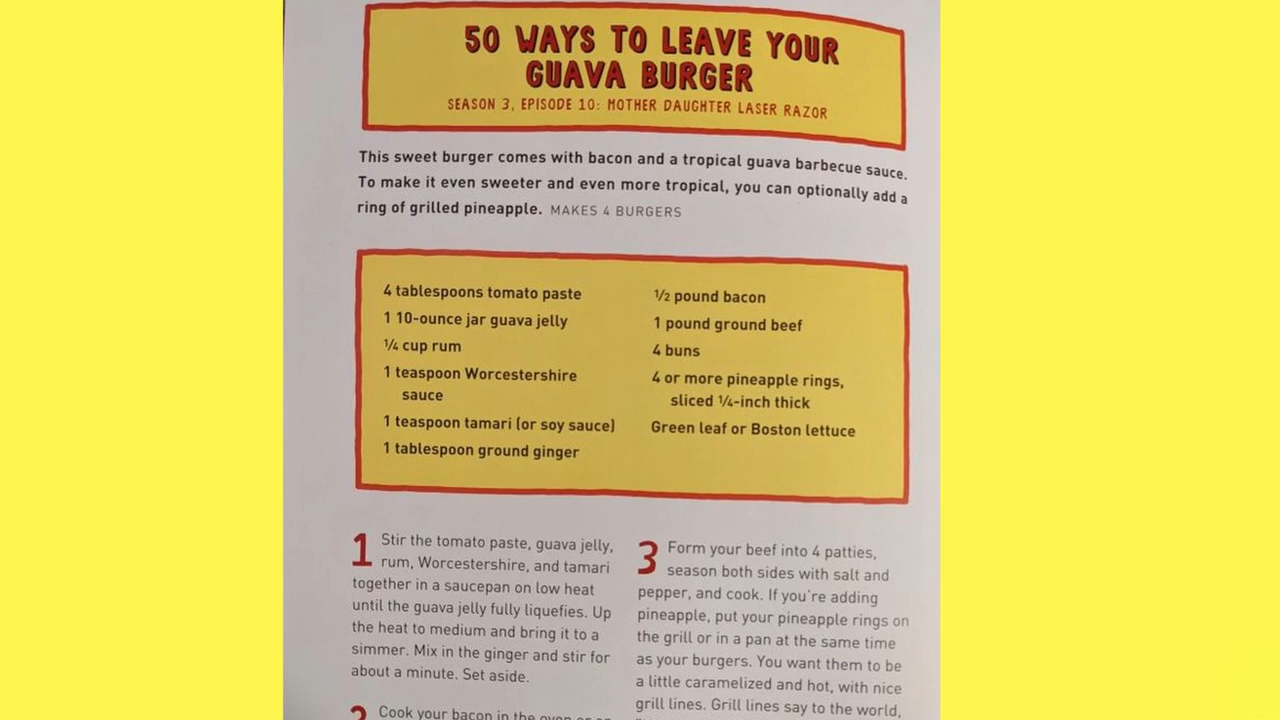 50 WAYS TO LEAVE YOUR
GUAVA BURGER
SEASON 3, EPISODE 10: MOTHER DAUGHTER LASER RAZOR
This sweet burger comes with bacon and a tropical guava barbecue sauce.
To make it even sweeter and even more tropical, you can optionally add a
ring of grilled pineapple. MAKES 4 BURGERS
4 tablespoons tomato paste
1 10-ounce jar guava jelly
¼ cup rum
1 teaspoon Worcestershire
sauce
1 teaspoon tamari (or soy sauce)
1 tablespoon ground ginger
½ pound bacon
1 pound ground beef
4 buns
4 or more pineapple rings,
sliced ¼-inch thick
Green leaf or Boston lettuce
1 Stir the tomato paste, guava jelly,
rum, Worcestershire, and tamari
together in a saucepan on low heat
until the guava jelly fully liquefies. Up
the heat to medium and bring it to a
simmer. Mix in the ginger and stir for
about a minute. Set aside.
2 Cook your bacon in the oven or on
3 Form your beef into 4 patties,
season both sides with salt and
pepper, and cook. If you're adding
pineapple, put your pineapple rings on
the grill or in a pan at the same time
as your burgers. You want them to be
a little caramelized and hot, with nice
grill lines. Grill lines say to the world,